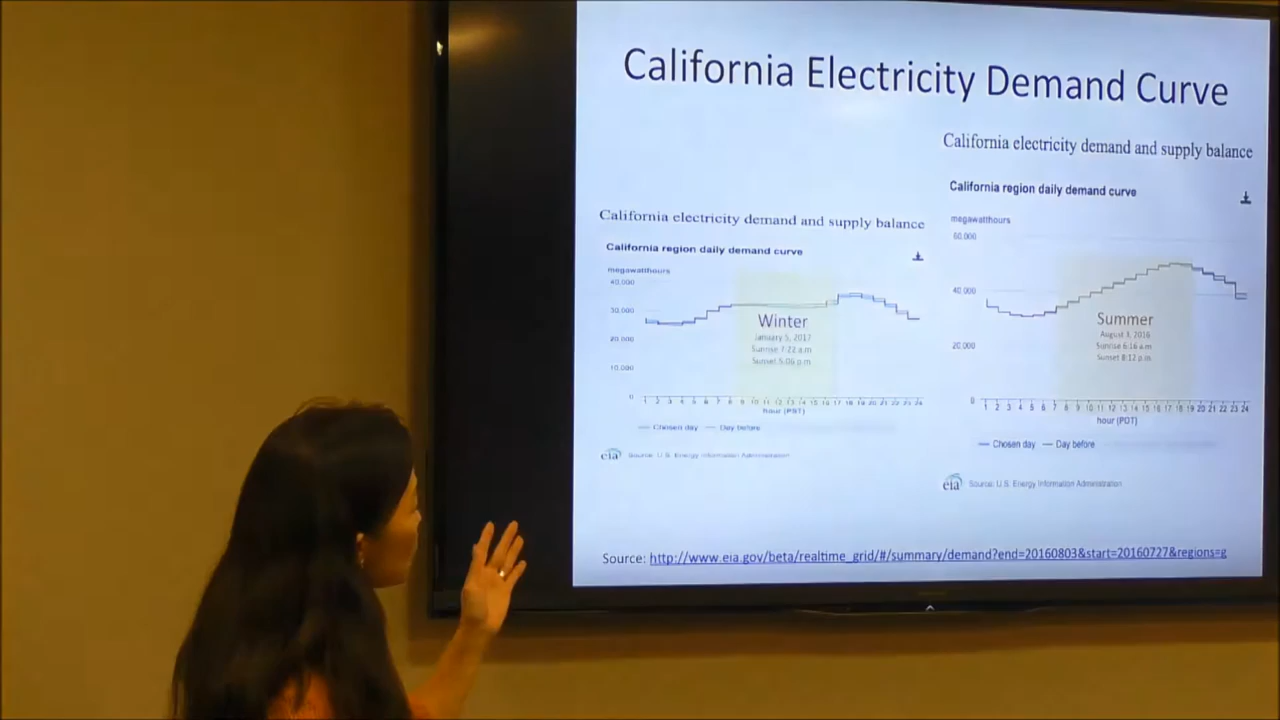 California Electricity Demand Curve
California electricity demand and supply balance
California region daily demand curve
megawatthours
40,000
30,000
20,000
10,000
0
Winter
January 5, 2017
Sunrise 7:22 a.m
Sunset 5:06 p.m.
1 2 3 4 5 6 7 8 9 10 11 12 13 14 15 16 17 18 19 20 21 22 23 24
hour (PST)
Chosen day Day before
eia Source: U.S. Energy Information Administration
California electricity demand and supply balance
California region daily demand curve
megawatthours
60,000
40,000
20,000
0
Summer
August 3, 2016
Sunrise 6:16 a.m
Sunset 8:12 p.m.
1 2 3 4 5 6 7 8 9 10 11 12 13 14 15 16 17 18 19 20 21 22 23 24
hour (PDT)
Chosen day Day before
eia Source: U.S. Energy Information Administration
Source: http://www.eia.gov/beta/realtime_grid/#/summary/demand?end=20160803&start=20160727&regions=g